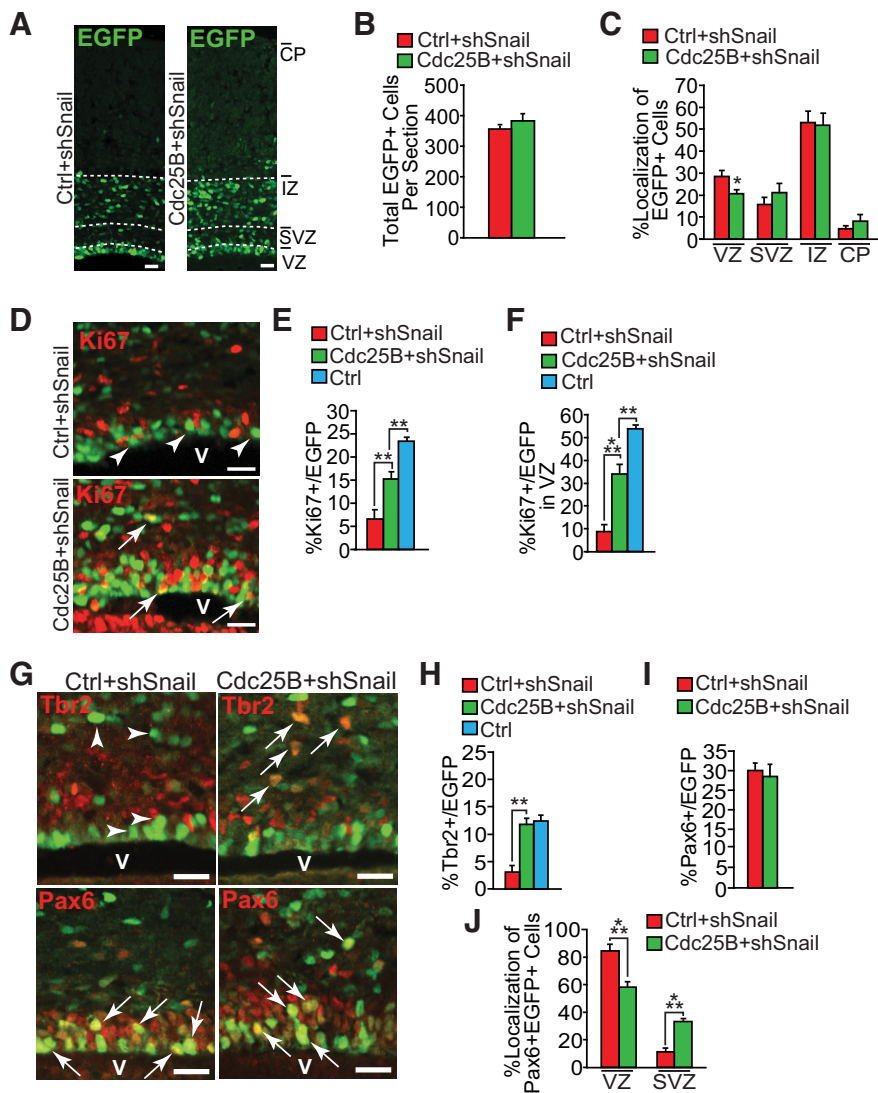 A
EGFP
EGFP
Ctrl+shSnail
Cdc25B+shSnail
CP
IZ
SVZ
VZ
B
Ctrl+shSnail
Cdc25B+shSnail
Total EGFP+ Cells
Per Section
500
400
300
200
100
0
C
Ctrl+shSnail
Cdc25B+shSnail
%Localization of
EGFP+ Cells
70
60
50
40
30
20
10
0
*
VZ SVZ IZ CP
D
Ctrl+shSnail
Ki67
V
Cdc25B+shSnail
Ki67
V
E
Ctrl+shSnail
Cdc25B+shSnail
Ctrl
%Ki67+/EGFP
30
25
20
15
10
5
0
**
**
F
Ctrl+shSnail
Cdc25B+shSnail
Ctrl
%Ki67+/EGFP
in VZ
60
50
40
30
20
10
0
*
**
**
G
Ctrl+shSnail Cdc25B+shSnail
Tbr2
V
Tbr2
V
Pax6
V
Pax6
V
H
Ctrl+shSnail
Cdc25B+shSnail
Ctrl
%Tbr2+/EGFP
25
20
15
10
5
0
**
I
Ctrl+shSnail
Cdc25B+shSnail
%Pax6+/EGFP
35
30
25
20
15
10
5
0
J
Ctrl+shSnail
Cdc25B+shSnail
%Localization of
Pax6+EGFP+ Cells
100
80
60
40
20
0
*
**
*
**
VZ SVZ